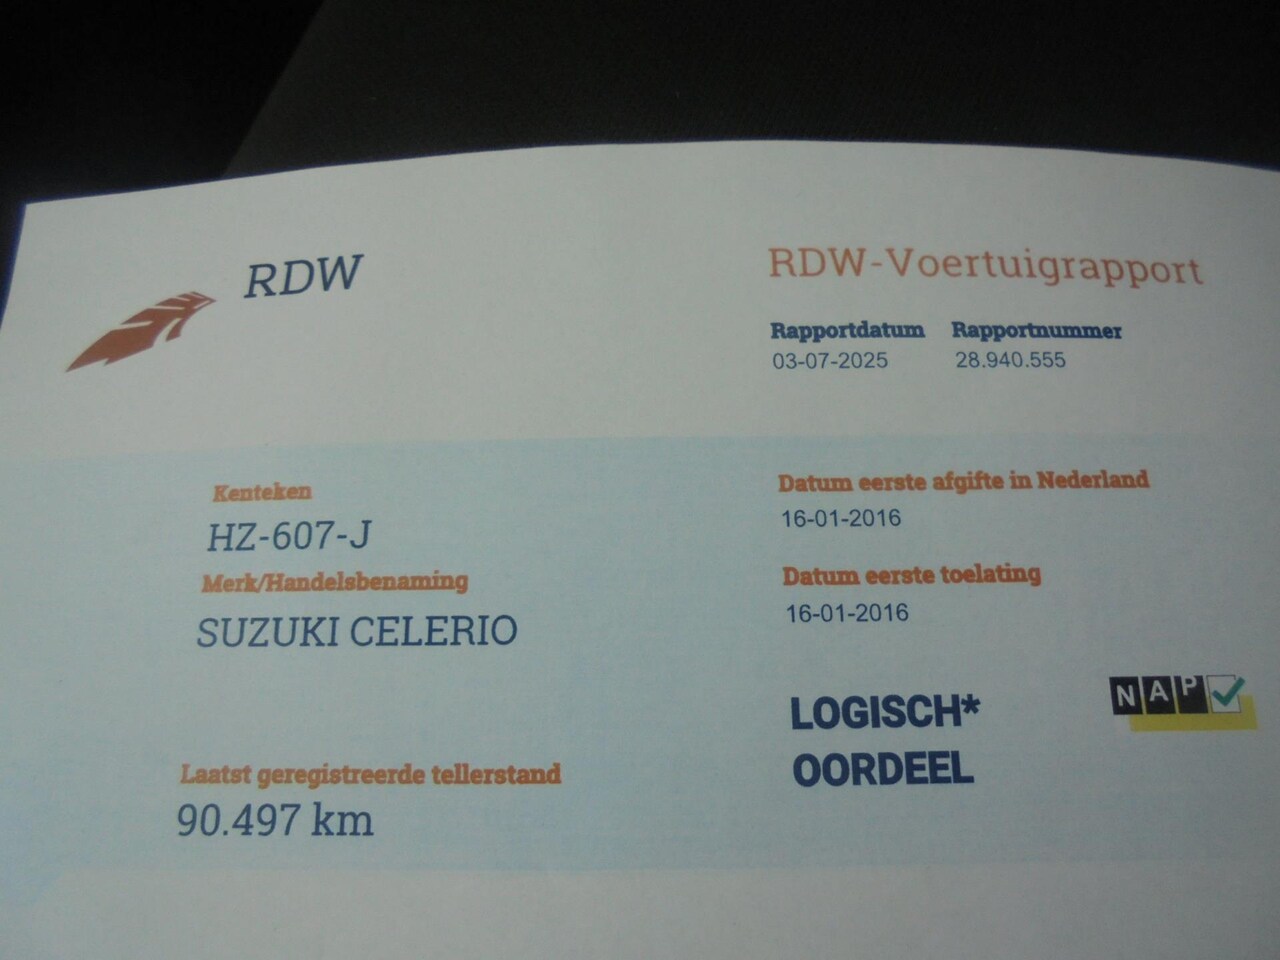 RDW
RDW-Voertuigrapport
Rapportdatum Rapportnummer
03-07-2025 28.940.555
Kenteken
HZ-607-J
Merk/Handelsbenaming
SUZUKI CELERIO
Laatst geregistreerde tellerstand
90.497 km
Datum eerste afgifte in Nederland
16-01-2016
Datum eerste toelating
16-01-2016
LOGISCH*
OORDEEL
NAP